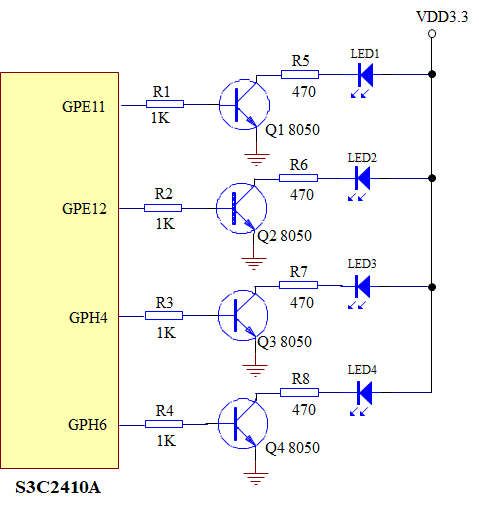 VDD3.3
R5
LED1
470
GPE11
R1
1K
Q1 8050
R6
LED2
470
GPE12
R2
1K
Q2 8050
R7
LED3
470
GPH4
R3
1K
Q3 8050
R8
LED4
470
GPH6
R4
1K
Q4 8050
S3C2410A